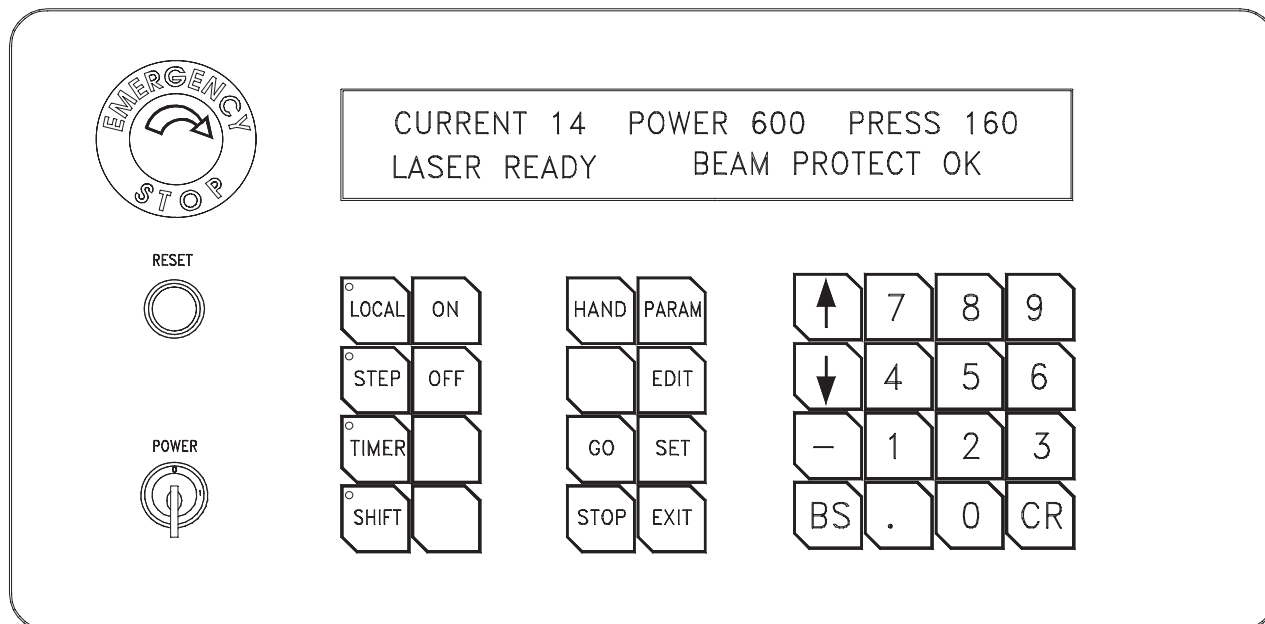 EMERGENCY
STOP
CURRENT 14 POWER 600 PRESS 160
LASER READY BEAM PROTECT OK
RESET
POWER
0
1
LOCAL ON
STEP OFF
TIMER
SHIFT
HAND PARAM
EDIT
GO SET
STOP EXIT
7 8 9
4 5 6
− 1 2 3
BS . 0 CR